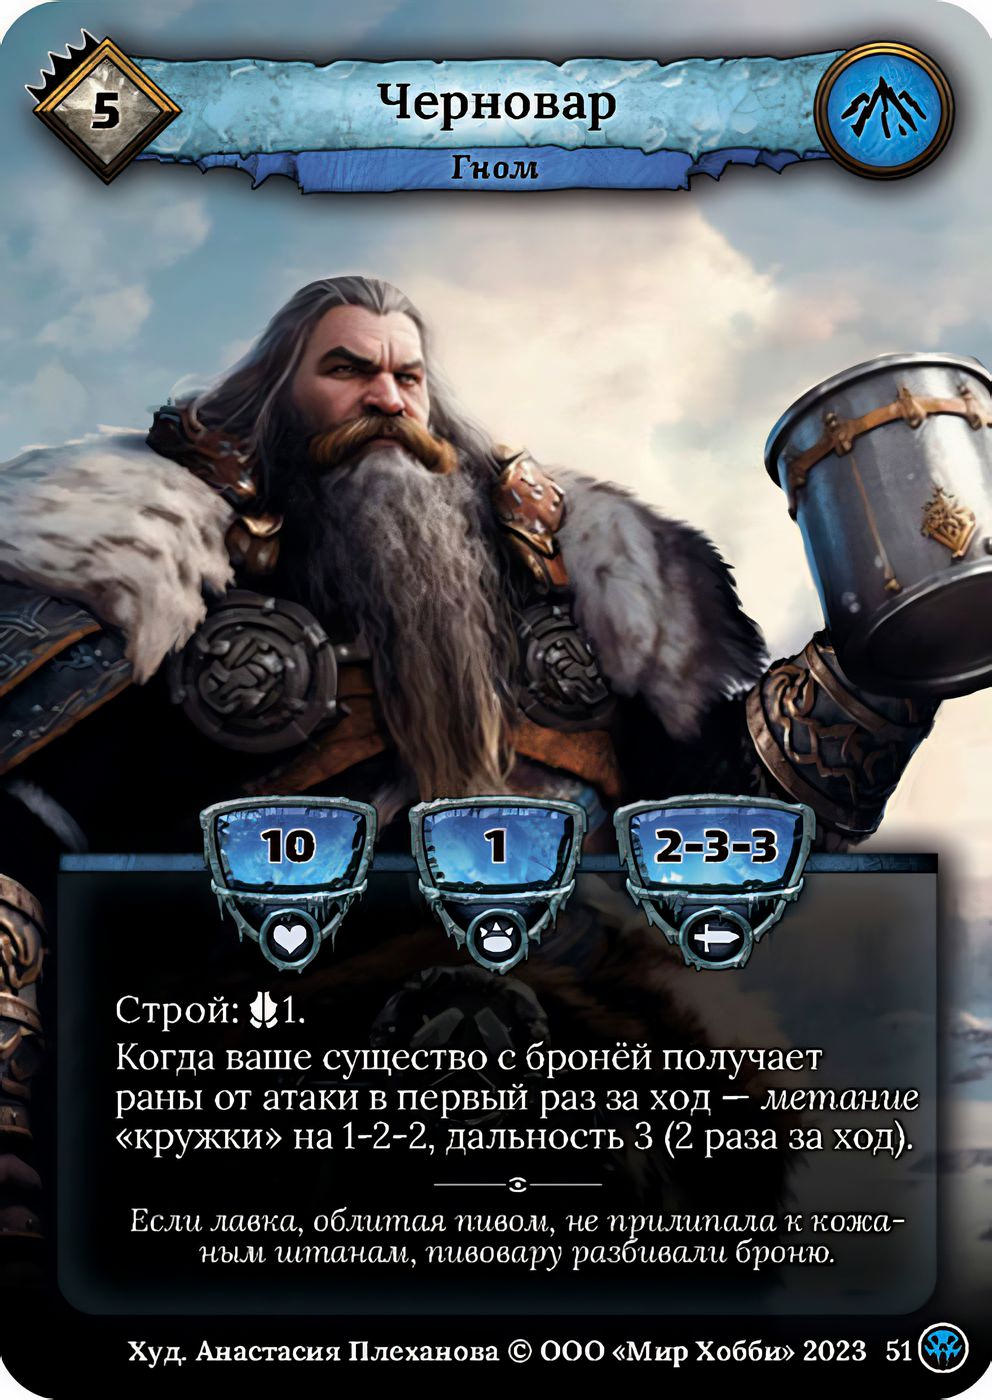 5
Черновар
Гном
10
1
2-3-3
Строй: 1.
Когда ваше существо с бронёй получает
раны от атаки в первый раз за ход — метание
«кружки» на 1-2-2, дальность 3 (2 раза за ход).
Если лавка, облитая пивом, не прилипала к кожа-
ным штанам, пивовару разбивали броню.
Худ. Анастасия Плеханова © ООО «Мир Хобби» 2023 51